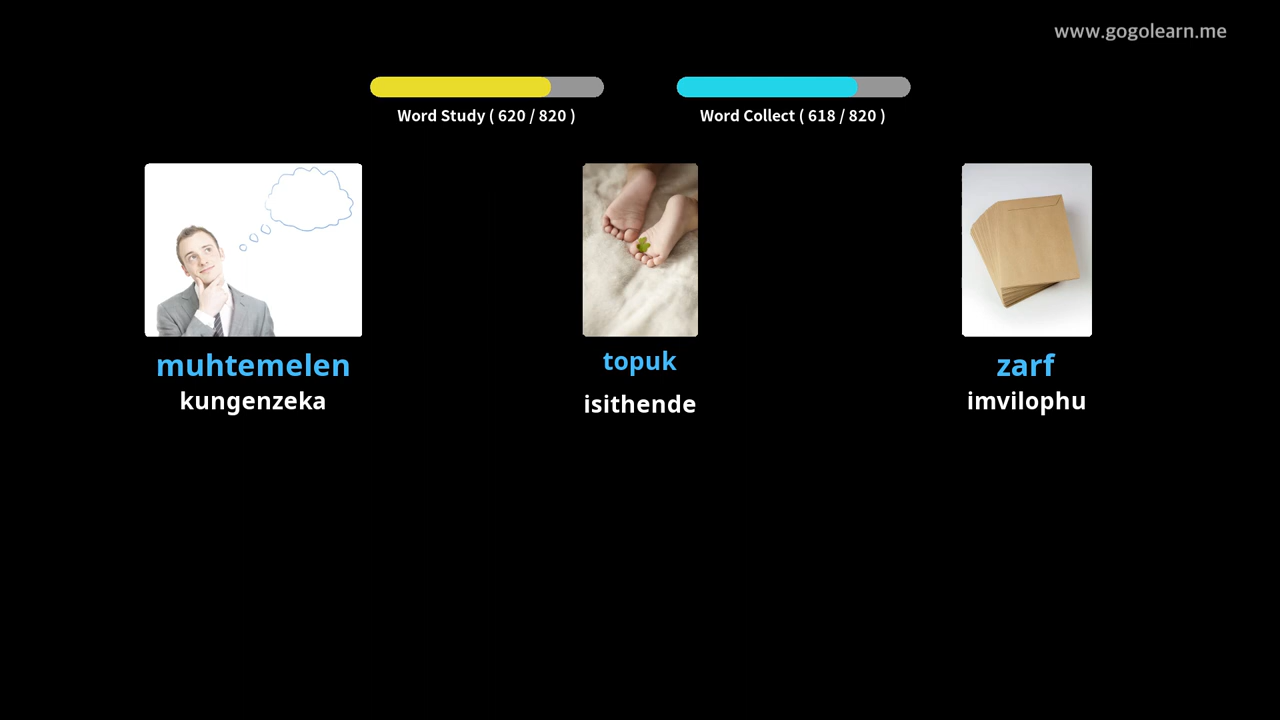 www.gogolearn.me
Word Study ( 620 / 820 )
Word Collect ( 618 / 820 )
muhtemelen
kungenzeka
topuk
isithende
zarf
imvilophu